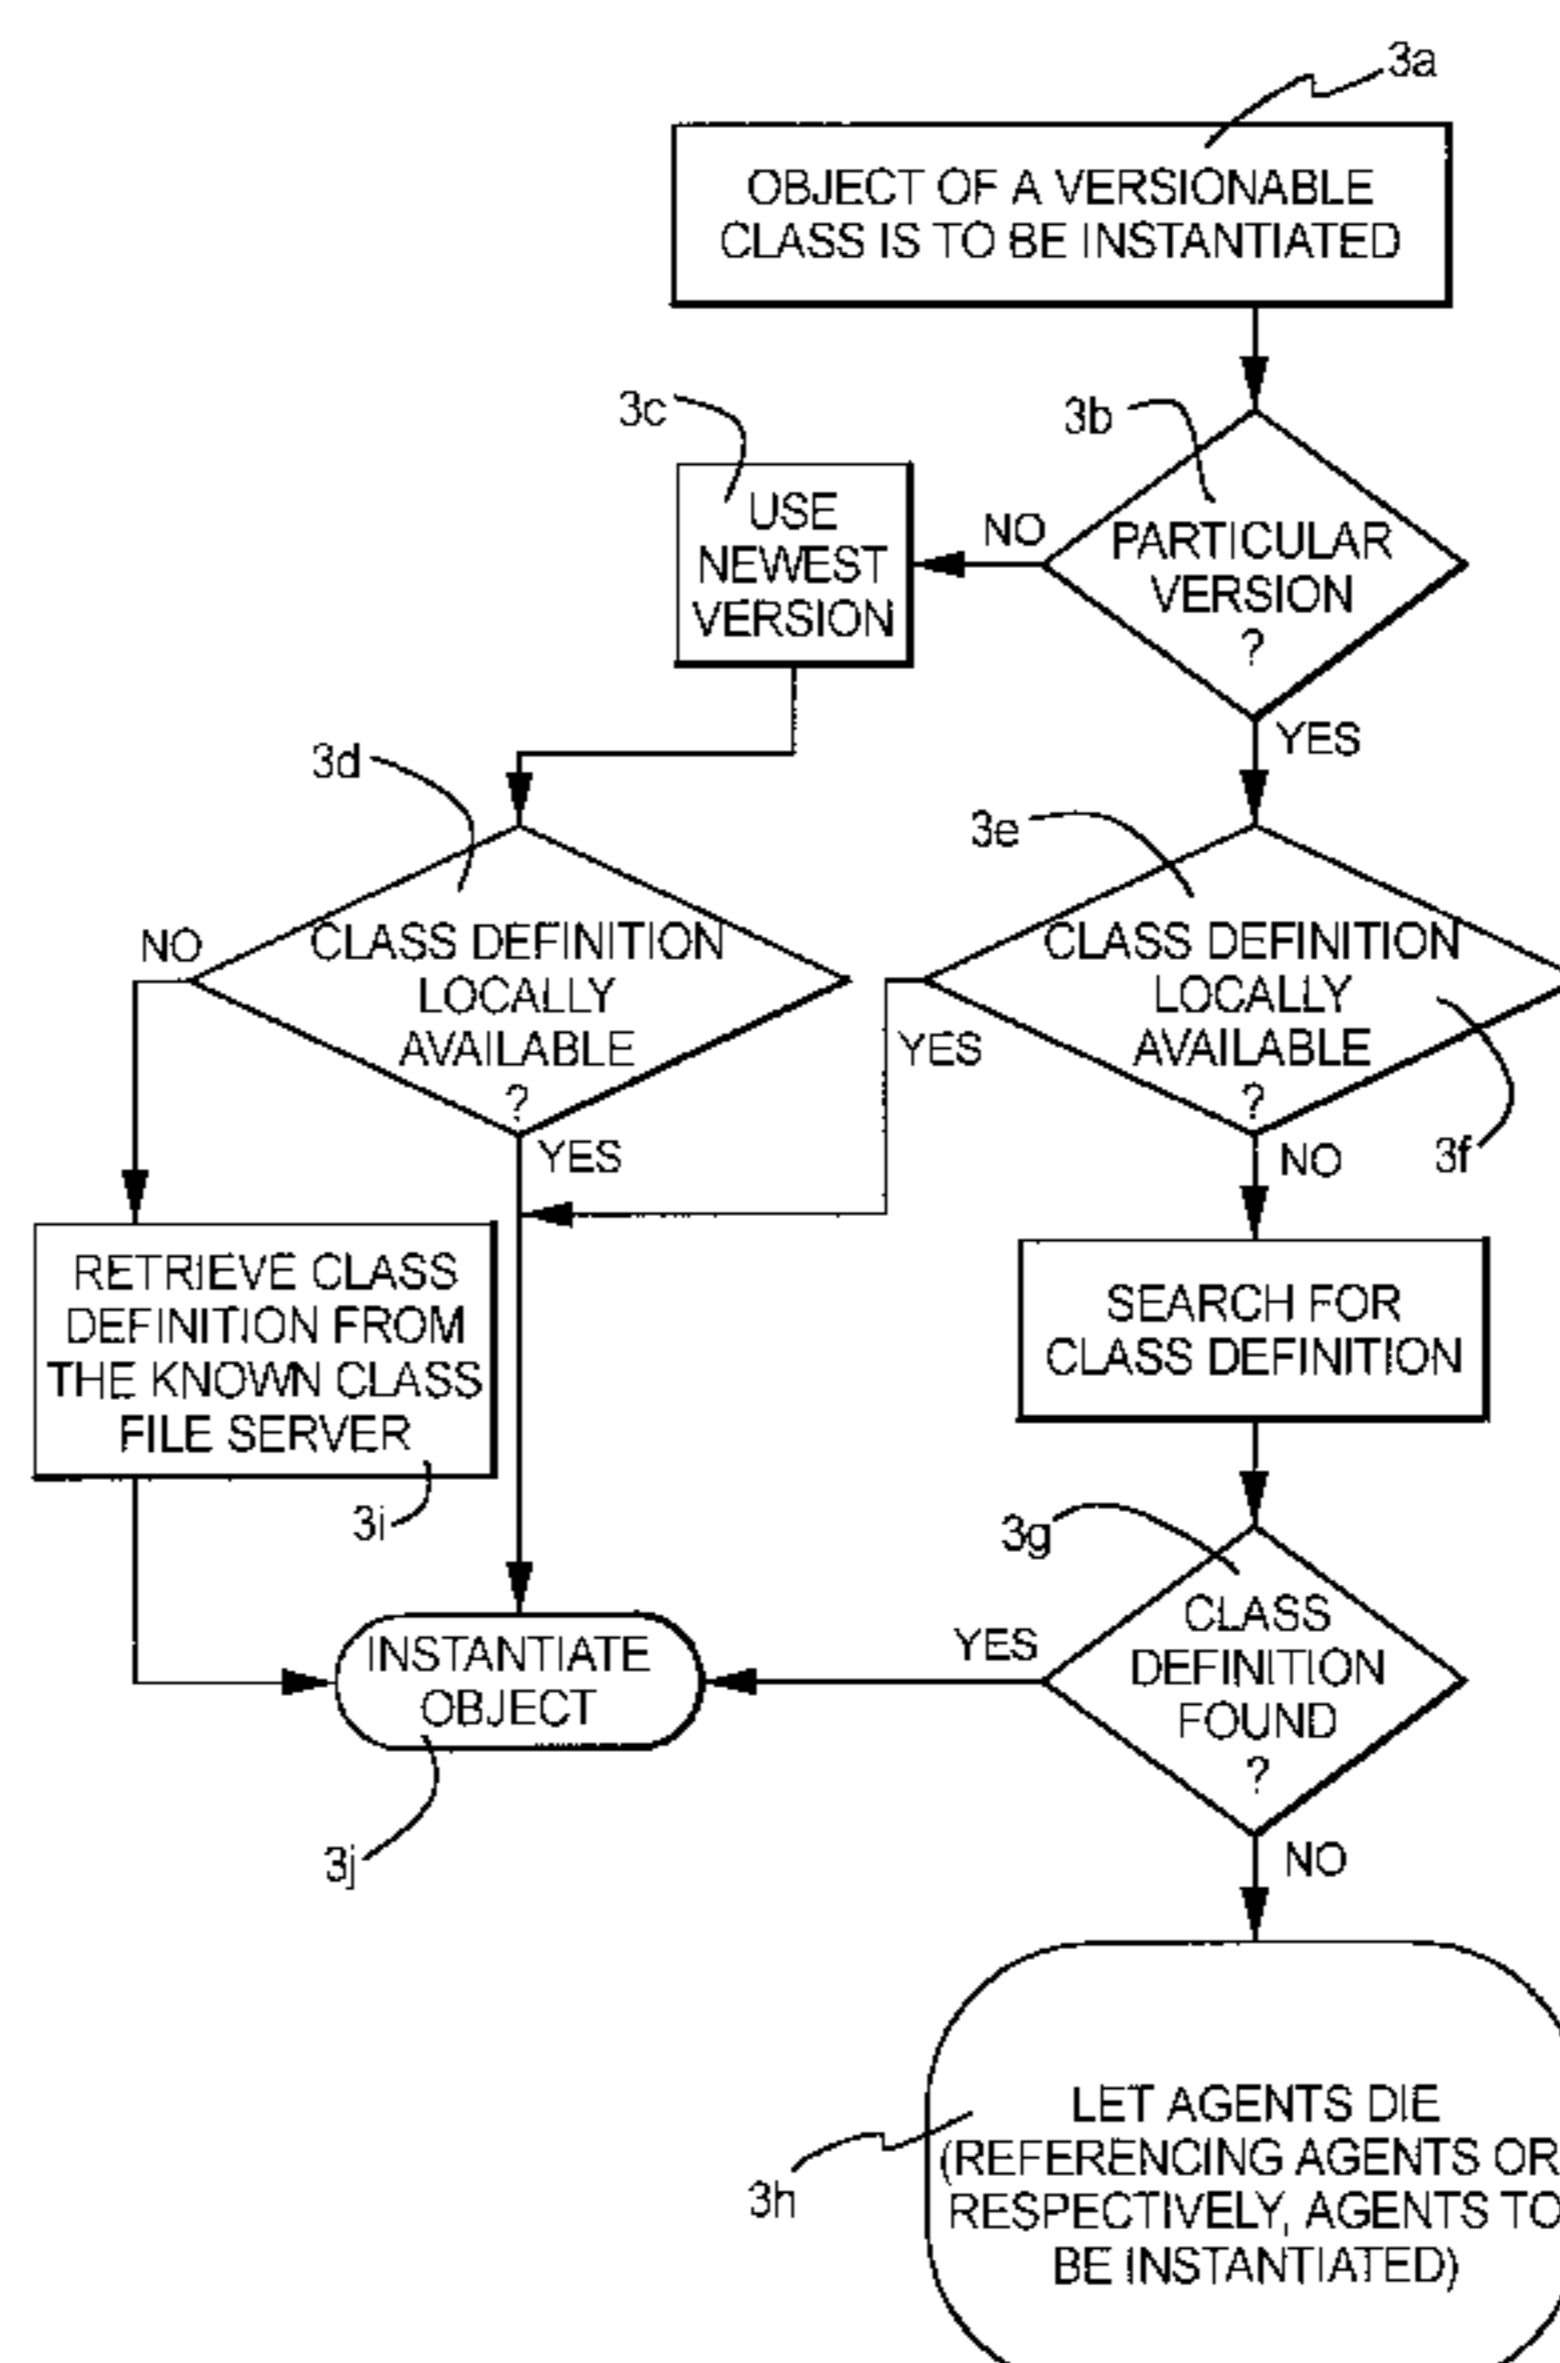 3a
OBJECT OF A VERSIONABLE
CLASS IS TO BE INSTANTIATED
3c
3b
USE
NEWEST
VERSION
NO
PARTICULAR
VERSION
?
YES
3d
3e
NO
CLASS DEFINITION
LOCALLY
AVAILABLE
?
YES
CLASS DEFINITION
LOCALLY
AVAILABLE
?
YES
3f
NO
RETRIEVE CLASS
DEFINITION FROM
THE KNOWN CLASS
FILE SERVER
3i
SEARCH FOR
CLASS DEFINITION
3g
INSTANTIATE
OBJECT
3j
YES
CLASS
DEFINITION
FOUND
?
NO
3h
LET AGENTS DIE
(REFERENCING AGENTS OR
RESPECTIVELY, AGENTS TO
BE INSTANTIATED)